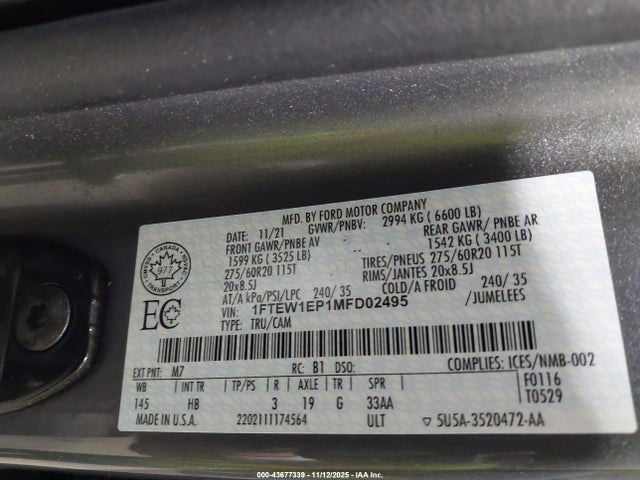 MFD. BY FORD MOTOR COMPANY
DATE: 11/21 GVWR/PNBV: 2994 KG ( 6600 LB)
FRONT GAWR/PNBE AV REAR GAWR/ PNBE AR
1599 KG ( 3525 LB) 1542 KG ( 3400 LB)
275/60R20 115T TIRES/PNEUS 275/60R20 115T
20x8.5J RIMS/JANTES 20x8.5J
AT/A kPa/PSI/LPC 240/ 35 COLD/A FROID 240/ 35
VIN: 1FTEW1EP1MFD02495 /JUMELEES
TYPE: TRU/CAM
CANADA
977
TRANSPORT
EC
EXT PNT: M7 RC: B1 DSO: COMPLIES: ICES/NMB-002
WB INT TR TP/PS R AXLE TR SPR F0116
145 HB 3 19 G 33AA T0529
MADE IN U.S.A. 2202111174564 ULT 5U5A-3520472-AA
000-43677339 - 11/12/2025 - IAA Inc.